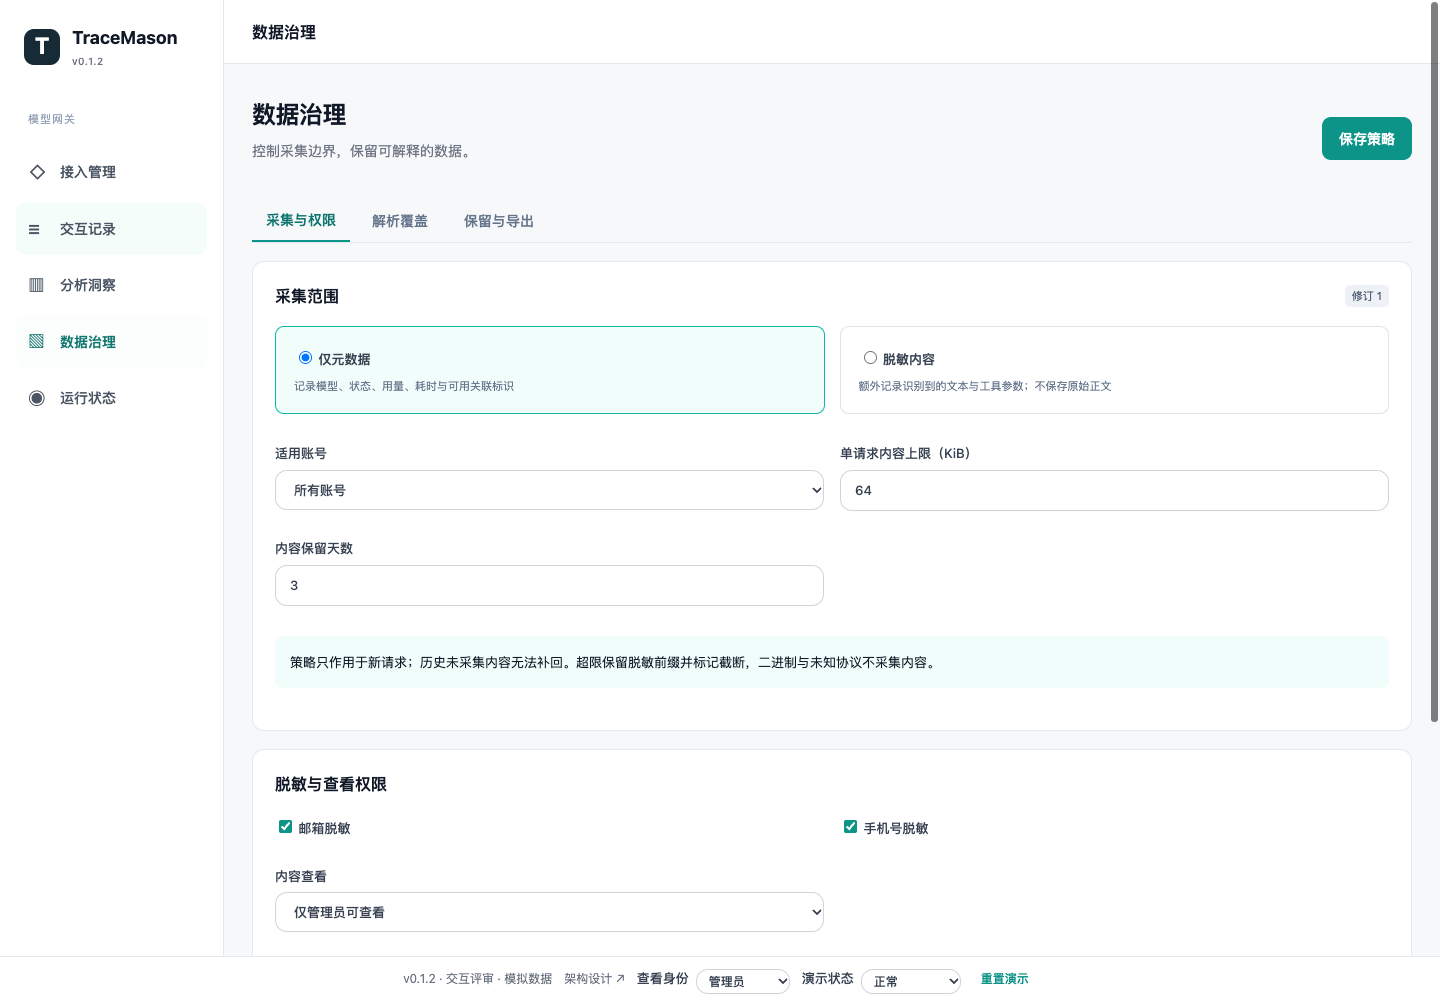 T
TraceMason
v0.1.2
模型网关
接入管理
交互记录
分析洞察
数据治理
运行状态
数据治理
数据治理
控制采集边界，保留可解释的数据。
保存策略
采集与权限
解析覆盖
保留与导出
采集范围
修订 1
仅元数据
记录模型、状态、用量、耗时与可用关联标识
脱敏内容
额外记录识别到的文本与工具参数；不保存原始正文
适用账号
所有账号
单请求内容上限（KiB）
64
内容保留天数
3
策略只作用于新请求；历史未采集内容无法补回。超限保留脱敏前缀并标记截断，二进制与未知协议不采集内容。
脱敏与查看权限
邮箱脱敏
手机号脱敏
内容查看
仅管理员可查看
v0.1.2 · 交互评审 · 模拟数据 架构设计 ↗ 查看身份 管理员 演示状态 正常 重置演示